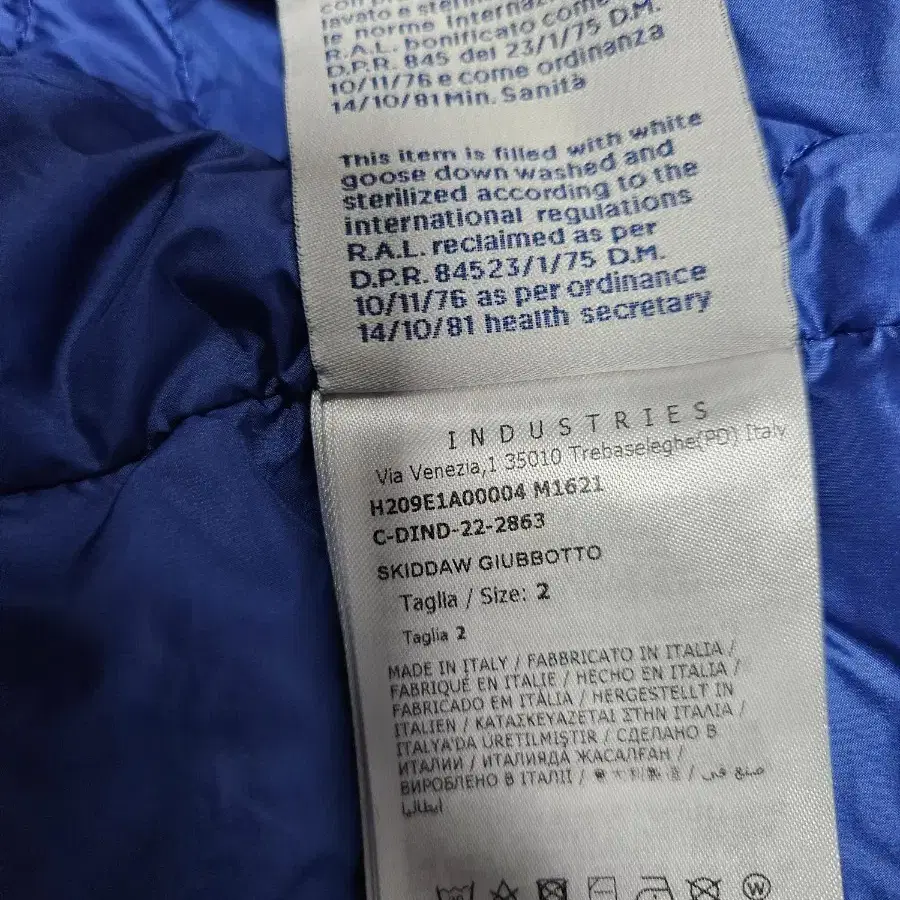 lavato e
le norme
R.A.L. bonificato come
D.P.R. 845 del 23/1/75 D.M.
10/11/76 e come ordinanza
14/10/81 Min. Sanità
This item is filled with white
goose down washed and
sterilized according to the
international regulations
R.A.L. reclaimed as per
D.P.R. 84523/1/75 D.M.
10/11/76 as per ordinance
14/10/81 health secretary
INDUSTRIES
Via Venezia,1 35010 Trebaseleghe(PD) Italy
H209E1A00004 M1621
C-DIND-22-2863
SKIDDAW GIUBBOTTO
Taglia / Size: 2
Taglia 2
MADE IN ITALY / FABBRICATO IN ITALIA /
FABRIQUÉ EN ITALIE / HECHO EN ITALIA /
FABRICADO EM ITÁLIA / HERGESTELLT IN
ITALIEN / ΚΑΤΑΣΚΕΥΑΖΕΤΑΙ ΣΤΗΝ ΙΤΑΛΙΑ /
ITALYA'DA ÜRETILMIŞTIR / СДЕЛАНО В
ИТАЛИИ / ИТАЛИЯДА ЖАСАЛҒАН /
ВИРОБЛЕНО В ІТАЛІЇ / صنع في
إيطاليا
W